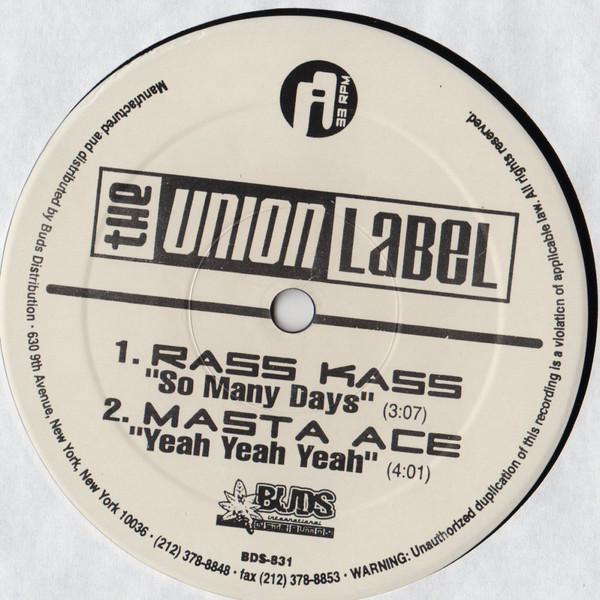 A
33 RPM
the UNION LABEL
1. RASS KASS
"So Many Days" (3:07)
2. MASTA ACE
"Yeah Yeah Yeah" (4:01)
BUDS
international
BDS-831
Manufactured and distributed by Buds Distribution · 630 9th Avenue, New York, New York 10036 · (212) 378-8848 · fax (212) 378-8853 · WARNING: Unauthorized duplication of this recording is a violation of applicable law. All rights reserved.